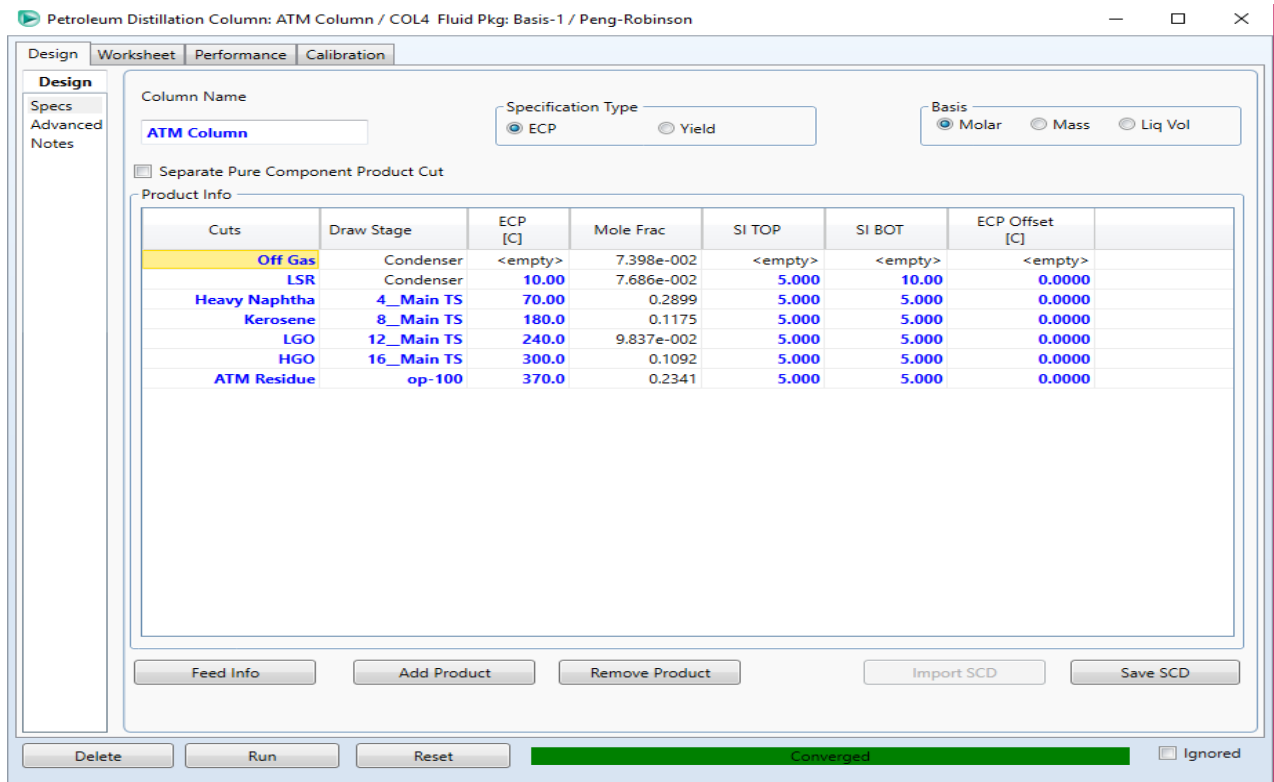 Petroleum Distillation Column: ATM Column / COL4 Fluid Pkg: Basis-1 / Peng-Robinson
Design Worksheet Performance Calibration
Design
Specs
Advanced
Notes
Column Name
ATM Column
Specification Type
ECP Yield
Basis
Molar Mass Liq Vol
Separate Pure Component Product Cut
Product Info
Cuts Draw Stage ECP [C] Mole Frac SI TOP SI BOT ECP Offset [C]
Off Gas Condenser <empty> 7.398e-002 <empty> <empty> <empty>
LSR Condenser 10.00 7.686e-002 5.000 10.00 0.0000
Heavy Naphtha 4__Main TS 70.00 0.2899 5.000 5.000 0.0000
Kerosene 8__Main TS 180.0 0.1175 5.000 5.000 0.0000
LGO 12__Main TS 240.0 9.837e-002 5.000 5.000 0.0000
HGO 16__Main TS 300.0 0.1092 5.000 5.000 0.0000
ATM Residue op-100 370.0 0.2341 5.000 5.000 0.0000
Feed Info Add Product Remove Product Import SCD Save SCD
Delete Run Reset Converged Ignored